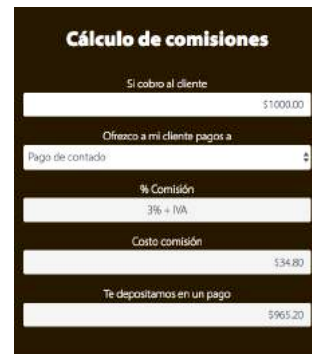 Cálculo de comisiones
Si cobro al cliente
$1000.00
Ofrezco a mi cliente pagos a
Pago de contado
% Comisión
3% + IVA
Costo comisión
$34.80
Te depositamos en un pago
$965.20